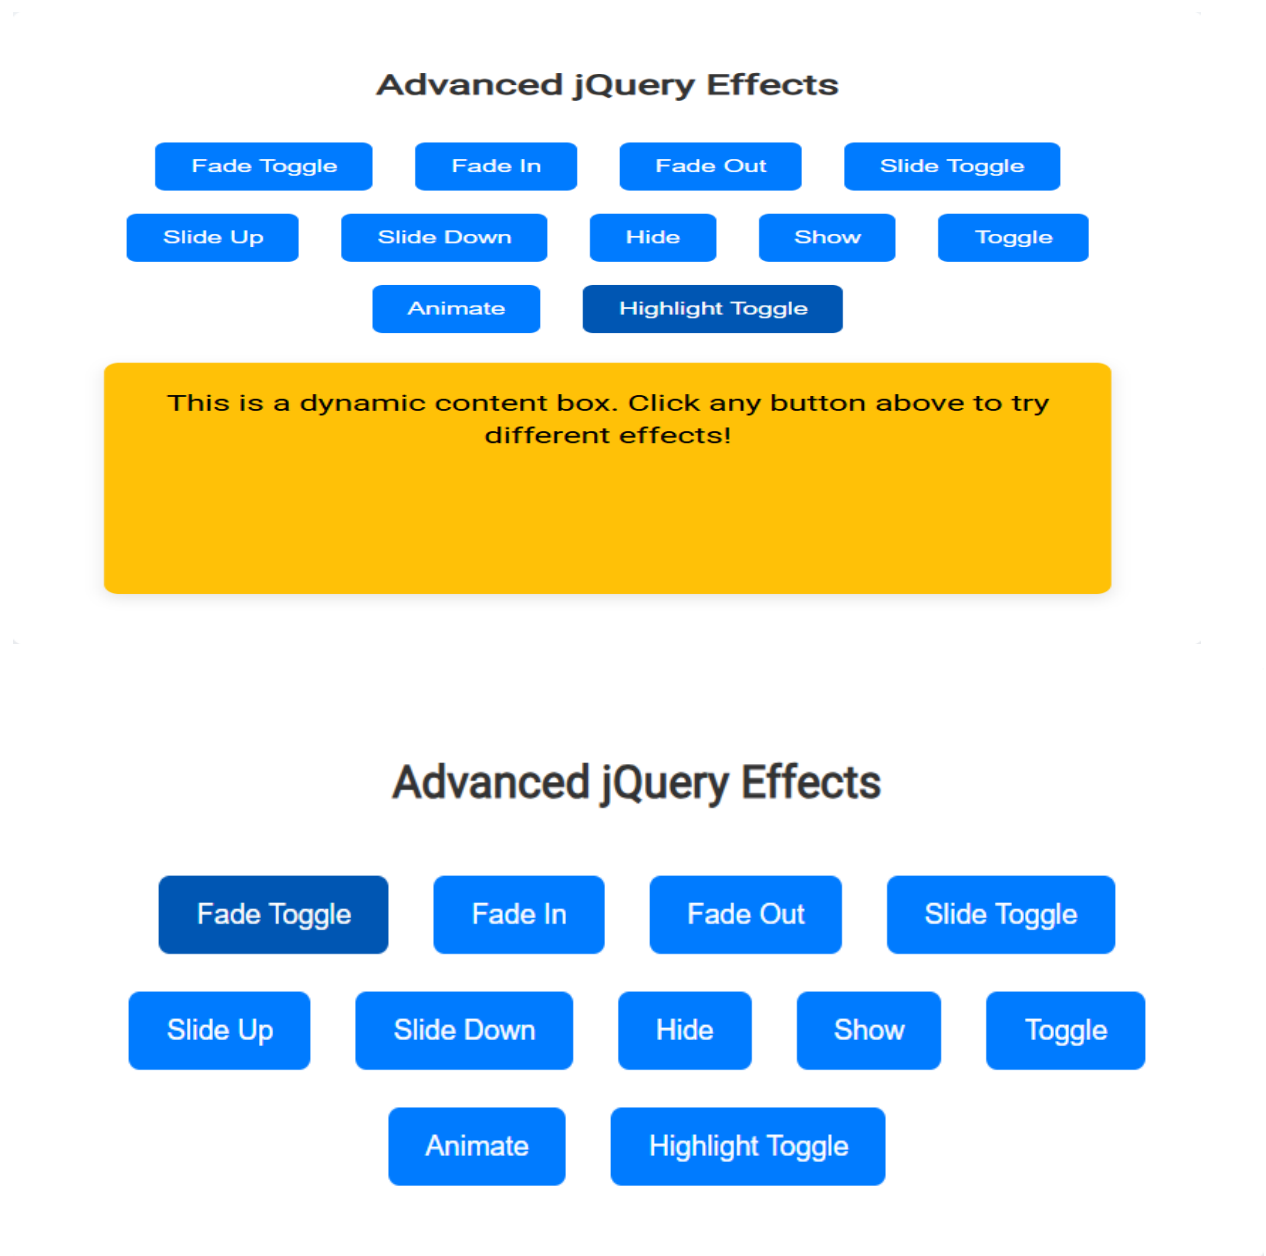 Advanced jQuery Effects
Fade Toggle Fade In Fade Out Slide Toggle
Slide Up Slide Down Hide Show Toggle
Animate Highlight Toggle
This is a dynamic content box. Click any button above to try
different effects!
Advanced jQuery Effects
Fade Toggle Fade In Fade Out Slide Toggle
Slide Up Slide Down Hide Show Toggle
Animate Highlight Toggle